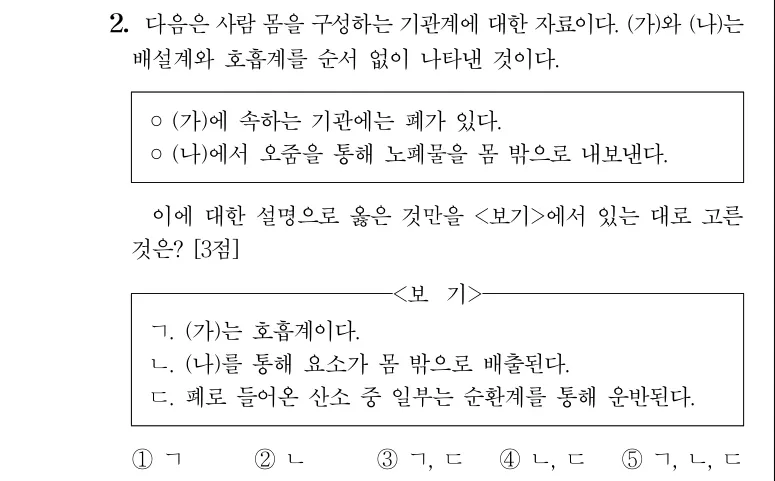 2. 다음은 사람 몸을 구성하는 기관계에 대한 자료이다. (가)와 (나)는
배설계와 호흡계를 순서 없이 나타낸 것이다.
○ (가)에 속하는 기관에는 폐가 있다.
○ (나)에서 오줌을 통해 노폐물을 몸 밖으로 내보낸다.
이에 대한 설명으로 옳은 것만을 <보기>에서 있는 대로 고른
것은? [3점]
<보 기>
ㄱ. (가)는 호흡계이다.
ㄴ. (나)를 통해 요소가 몸 밖으로 배출된다.
ㄷ. 폐로 들어온 산소 중 일부는 순환계를 통해 운반된다.
① ㄱ ② ㄴ ③ ㄱ, ㄷ ④ ㄴ, ㄷ ⑤ ㄱ, ㄴ, ㄷ